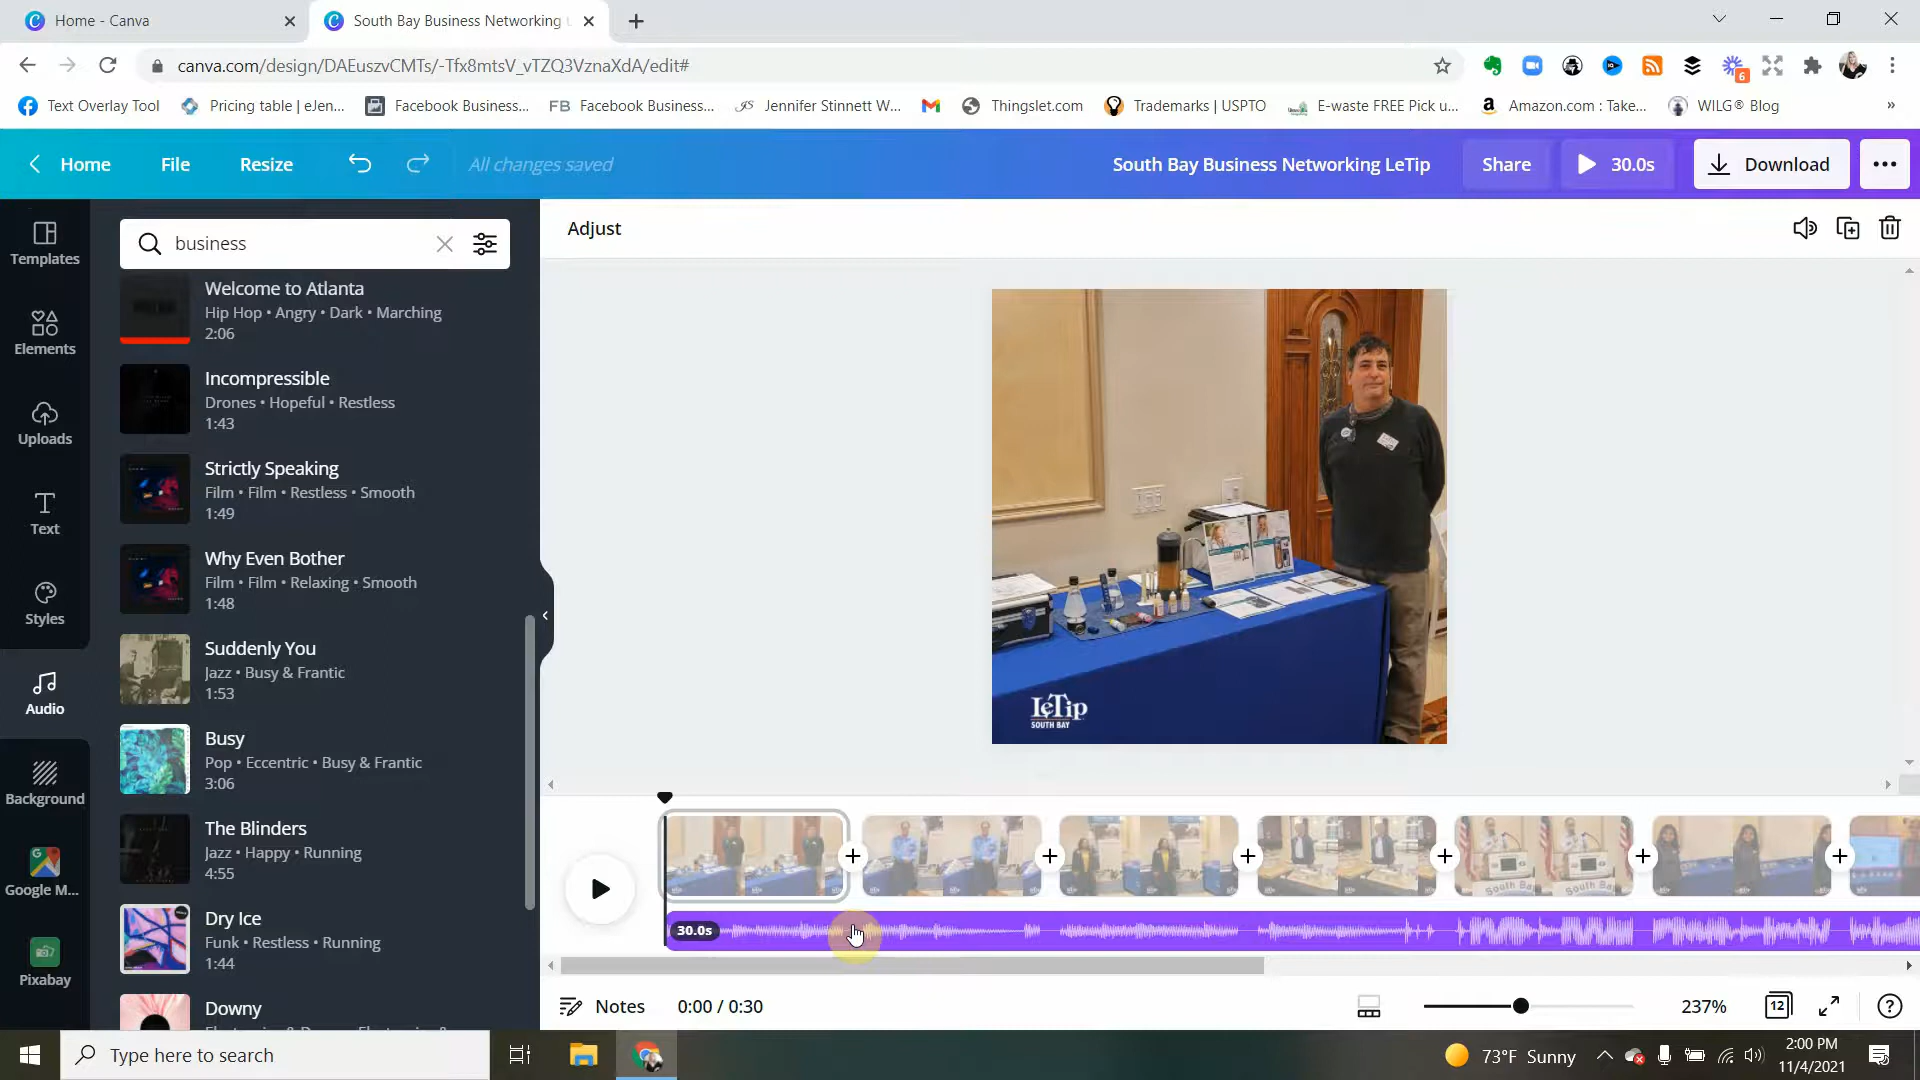 Home - Canva
South Bay Business Networking
canva.com/design/DAEuszvCMTs/-Tfx8mtsV_vTZQ3VznaXdA/edit#
6
Text Overlay Tool
Pricing table | eJen...
Facebook Business...
FB Facebook Business...
JS Jennifer Stinnett W...
Thingslet.com
Trademarks | USPTO
E-waste FREE Pick u...
Amazon.com : Take...
WILG® Blog
Home
File
Resize
All changes saved
South Bay Business Networking LeTip
Share
30.0s
Download
Templates
Elements
Uploads
Text
Styles
Audio
Background
Google M...
Pixabay
business
Welcome to Atlanta
Hip Hop • Angry • Dark • Marching
2:06
Incompressible
Drones • Hopeful • Restless
1:43
Strictly Speaking
Film • Film • Restless • Smooth
1:49
Why Even Bother
Film • Film • Relaxing • Smooth
1:48
Suddenly You
Jazz • Busy & Frantic
1:53
Busy
Pop • Eccentric • Busy & Frantic
3:06
The Blinders
Jazz • Happy • Running
4:55
Dry Ice
Funk • Restless • Running
1:44
Downy
Adjust
LeTip
SOUTH BAY
South Ba
South Bay
30.0s
Notes
0:00 / 0:30
237%
12
Type here to search
73°F Sunny
2:00 PM
11/4/2021